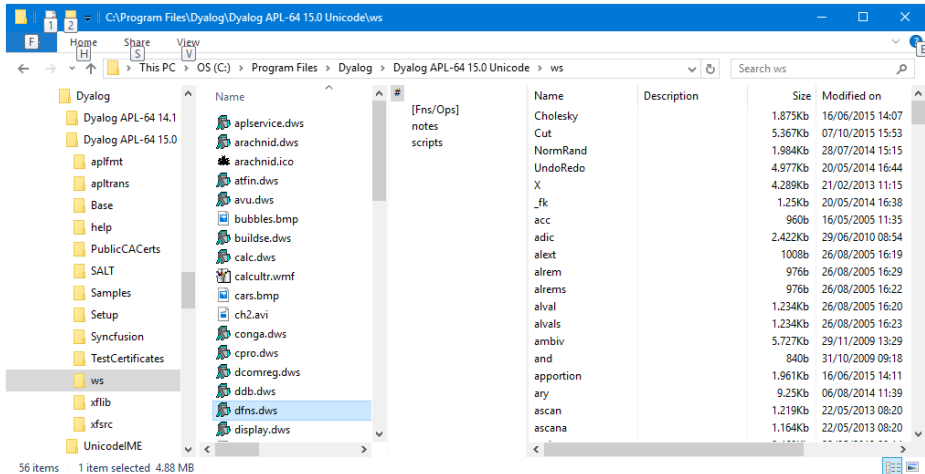 C:\Program Files\Dyalog\Dyalog APL-64 15.0 Unicode\ws
1 2
F Home Share View
H S V E
This PC > OS (C:) > Program Files > Dyalog > Dyalog APL-64 15.0 Unicode > ws
Search ws
Dyalog
Dyalog APL-64 14.1
Dyalog APL-64 15.0
aplfmt
apltrans
Base
help
PublicCACerts
SALT
Samples
Setup
Syncfusion
TestCertificates
ws
xflib
xfsrc
UnicodeIME
Name
aplservice.dws
arachnid.dws
arachnid.ico
atfin.dws
avu.dws
bubbles.bmp
buildse.dws
calc.dws
calcultr.wmf
cars.bmp
ch2.avi
conga.dws
cpro.dws
dcomreg.dws
ddb.dws
dfns.dws
display.dws
#
[Fns/Ops]
notes
scripts
Name Description Size Modified on
Cholesky 1.875Kb 16/06/2015 14:07
Cut 5.367Kb 07/10/2015 15:53
NormRand 1.984Kb 28/07/2014 15:15
UndoRedo 4.977Kb 20/05/2014 16:44
X 4.289Kb 21/02/2013 11:15
_fk 1.25Kb 20/05/2014 16:38
acc 960b 16/05/2005 11:35
adic 2.422Kb 29/06/2010 08:54
alext 1008b 26/08/2005 16:19
alrem 976b 26/08/2005 16:29
alrems 976b 26/08/2005 16:22
alval 1.234Kb 26/08/2005 16:20
alvals 1.234Kb 26/08/2005 16:23
ambiv 5.727Kb 29/11/2009 13:29
and 840b 31/10/2009 09:18
apportion 1.961Kb 16/06/2015 14:11
ary 9.25Kb 06/08/2014 11:39
ascan 1.219Kb 22/05/2013 08:20
ascana 1.164Kb 22/05/2013 08:20
56 items 1 item selected 4.88 MB